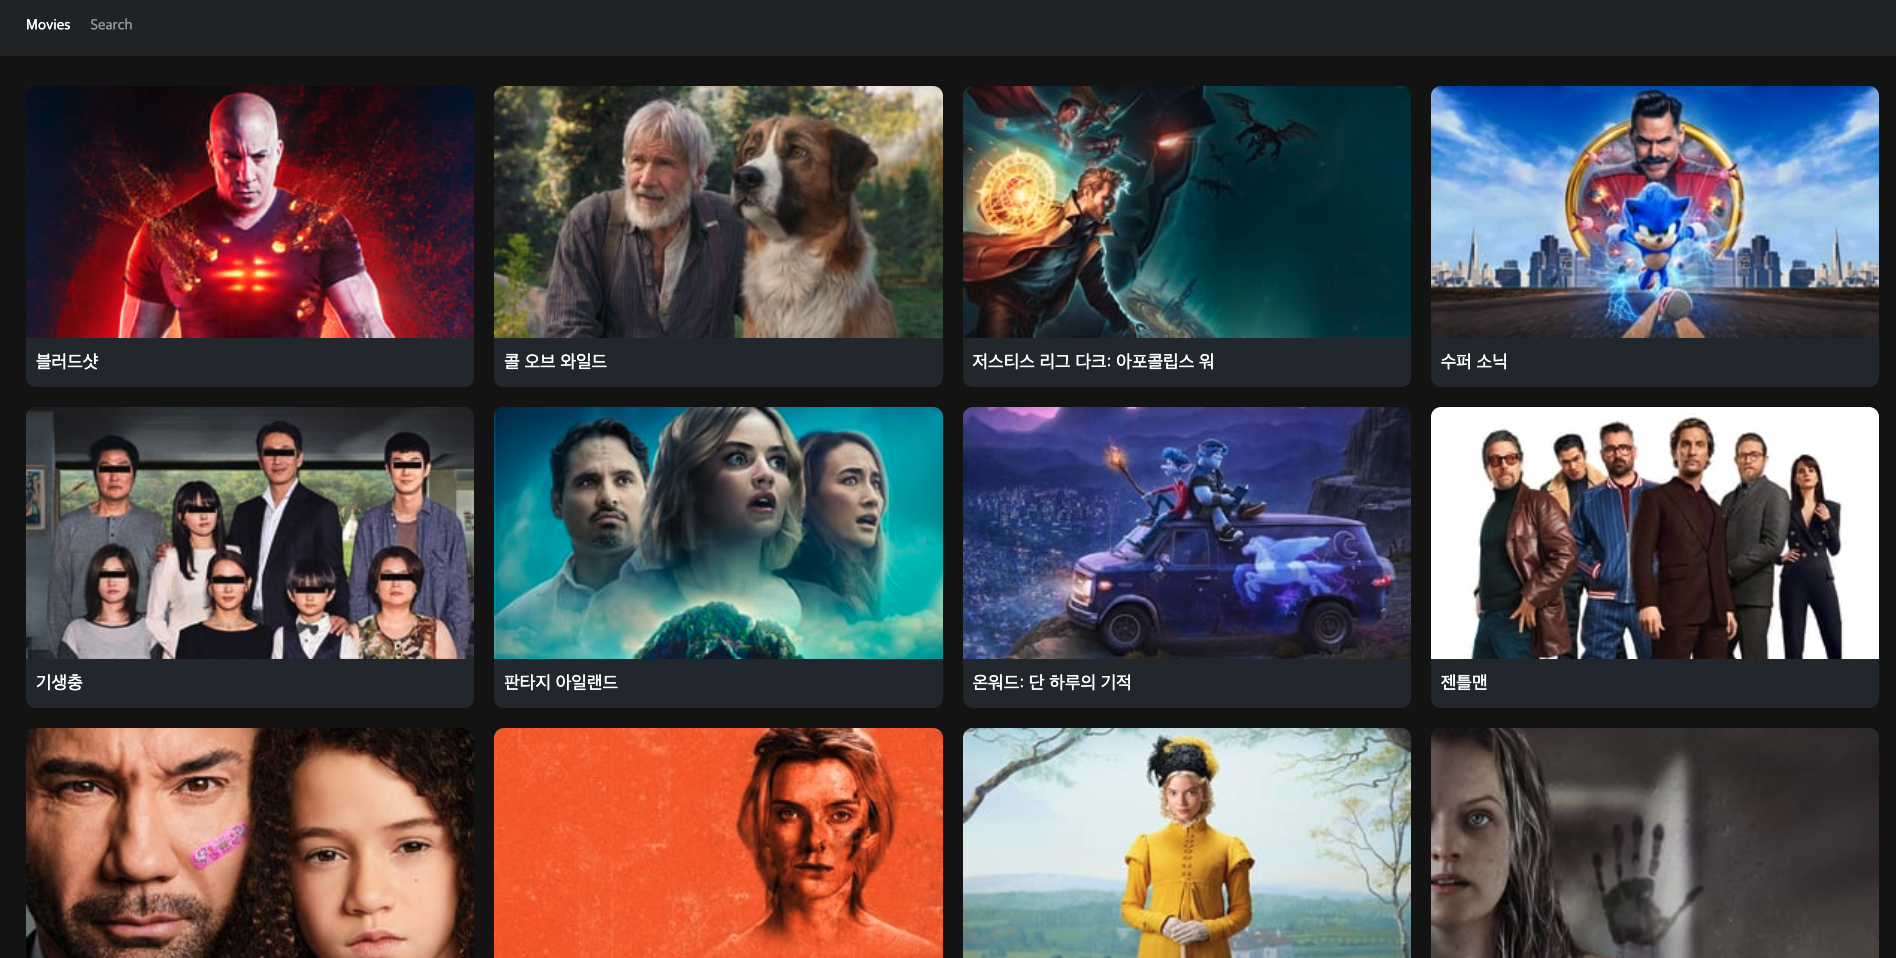 Movies Search
블러드샷
콜 오브 와일드
저스티스 리그 다크: 아포콜립스 워
수퍼 소닉
기생충
판타지 아일랜드
온워드: 단 하루의 기적
젠틀맨